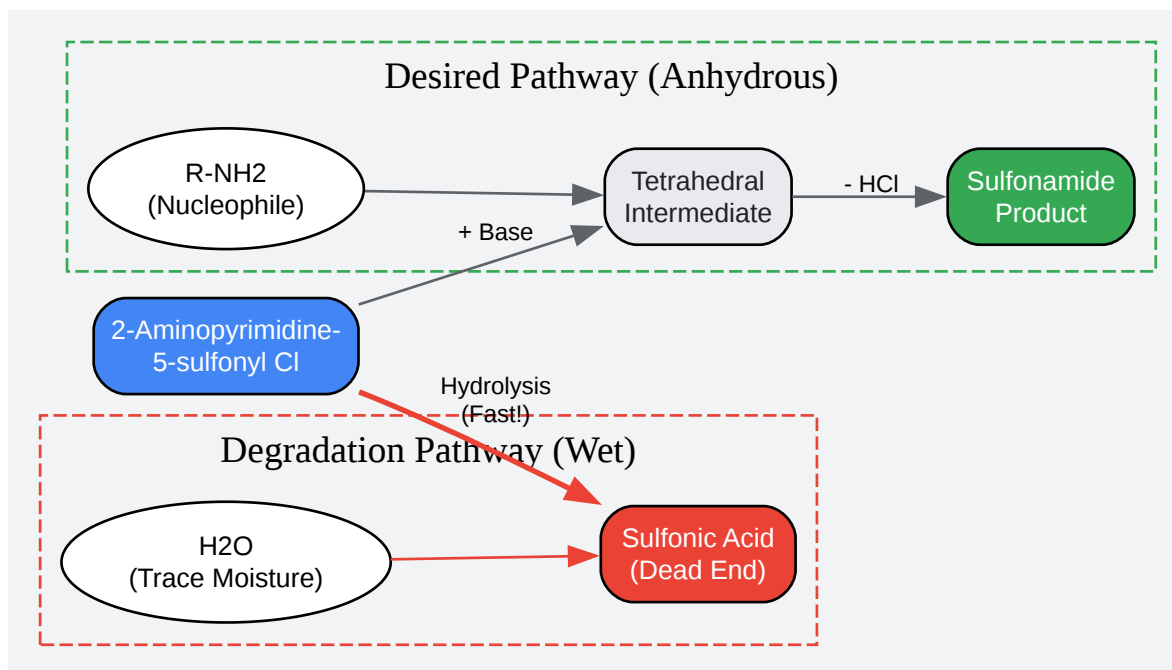 Desired Pathway (Anhydrous)
R-NH2
(Nucleophile)
Tetrahedral
Intermediate
- HCl
Sulfonamide
Product
+ Base
2-Aminopyrimidine-
5-sulfonyl Cl
Hydrolysis
(Fast!)
Degradation Pathway (Wet)
H2O
(Trace Moisture)
Sulfonic Acid
(Dead End)